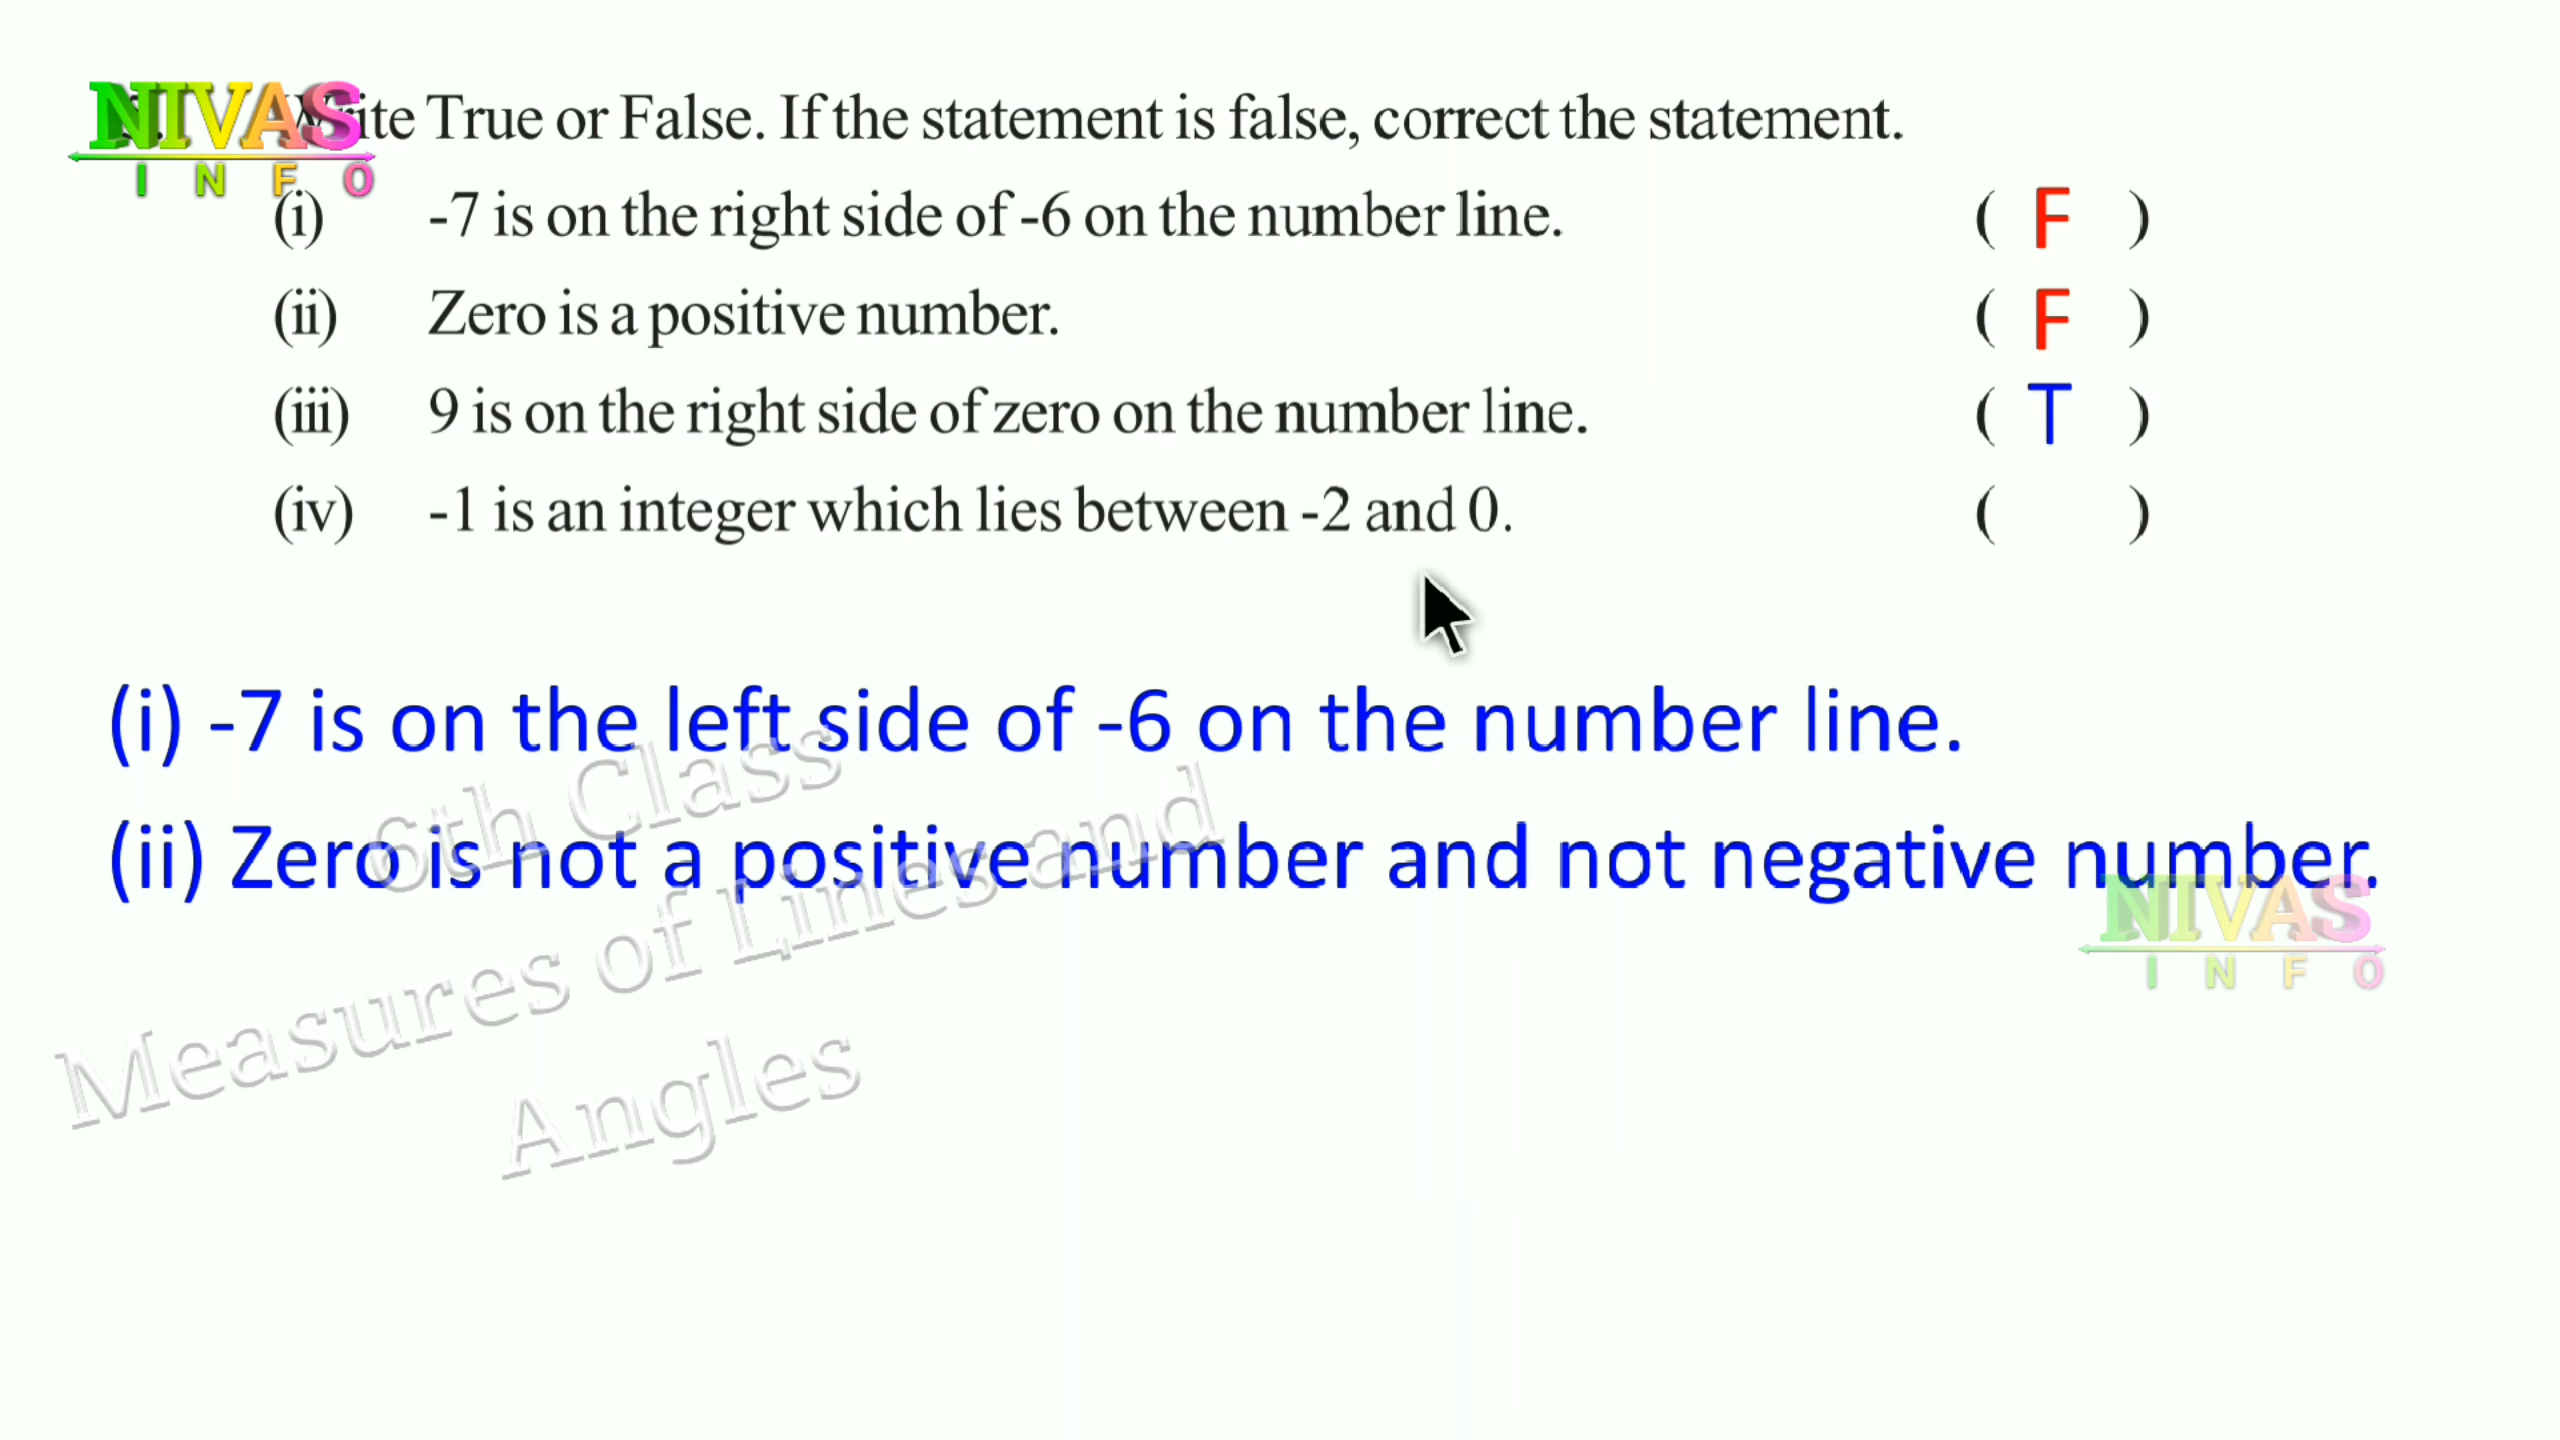 NIVAS
I N F O
Write True or False. If the statement is false, correct the statement.
(i) -7 is on the right side of -6 on the number line. ( F )
(ii) Zero is a positive number. ( F )
(iii) 9 is on the right side of zero on the number line. ( T )
(iv) -1 is an integer which lies between -2 and 0. ( )
(i) -7 is on the left side of -6 on the number line.
(ii) Zero is not a positive number and not negative number.
6th Class
Measures of Lines and
Angles
NIVAS
I N F O